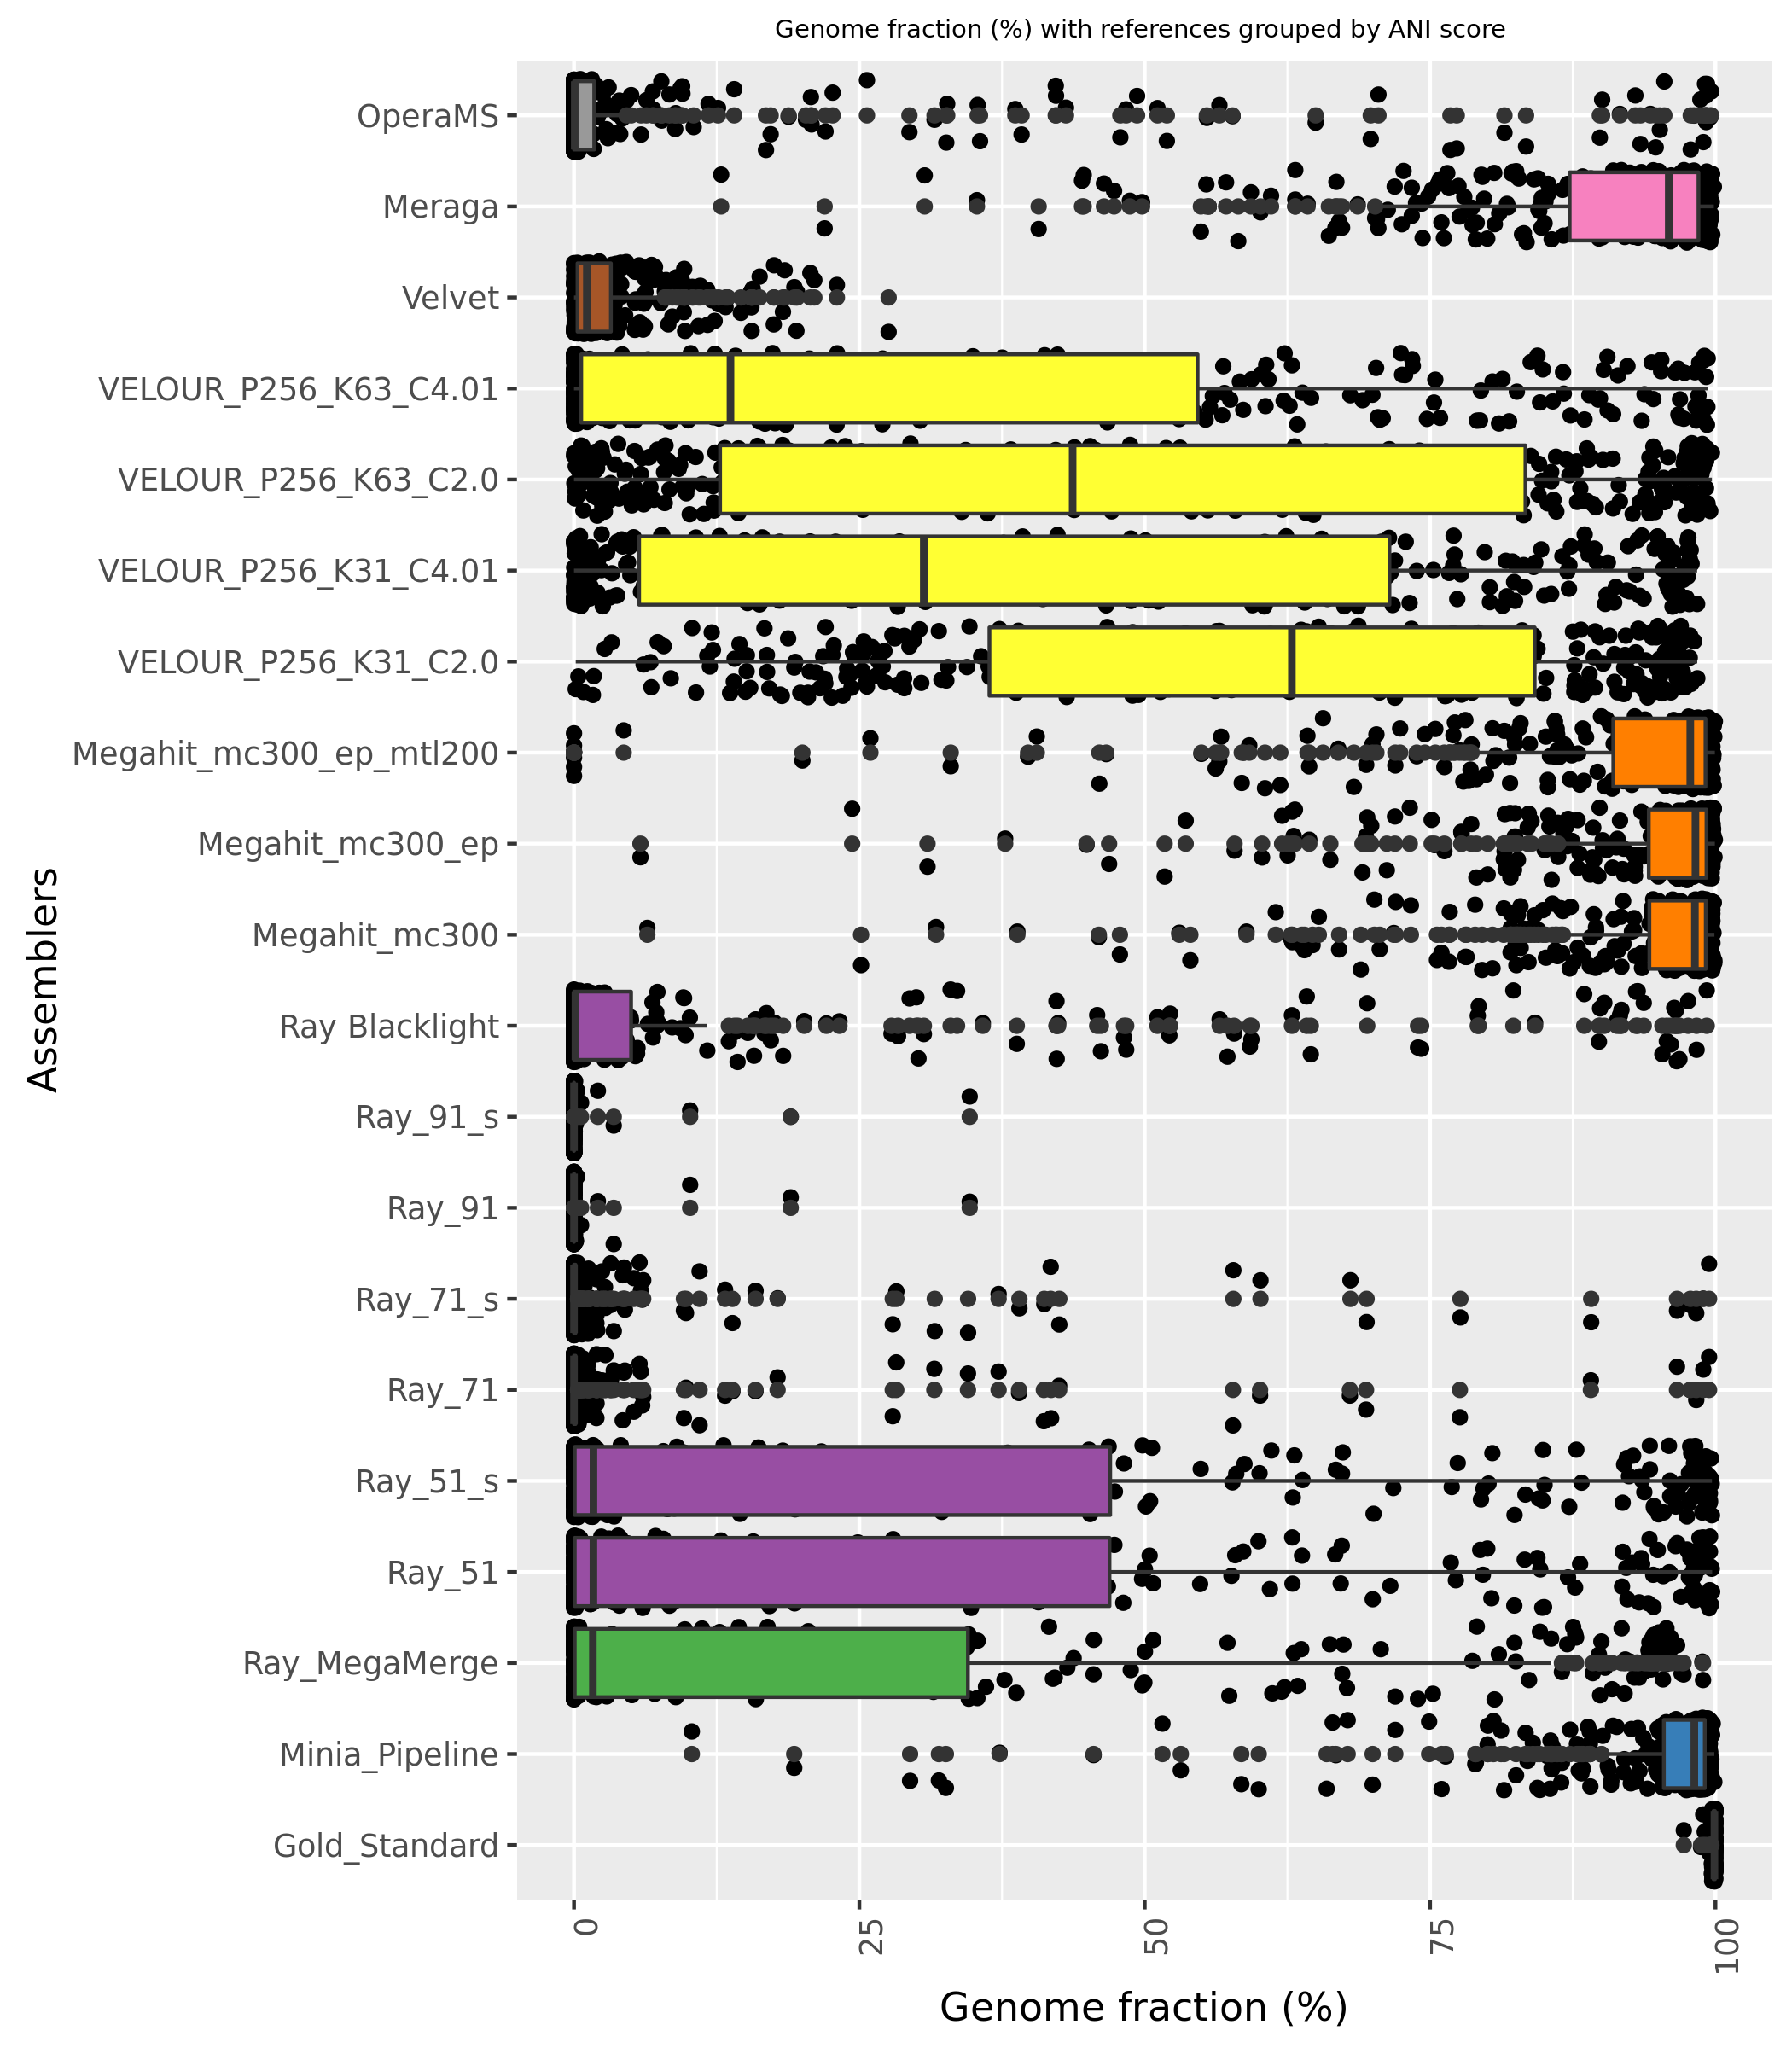 Genome fraction (%) with references grouped by ANI score
OperaMS
Meraga
Velvet
VELOUR_P256_K63_C4.01
VELOUR_P256_K63_C2.0
VELOUR_P256_K31_C4.01
VELOUR_P256_K31_C2.0
Megahit_mc300_ep_mtl200
Megahit_mc300_ep
Megahit_mc300
Ray Blacklight
Ray_91_s
Ray_91
Ray_71_s
Ray_71
Ray_51_s
Ray_51
Ray_MegaMerge
Minia_Pipeline
Gold_Standard
Assemblers
0
25
50
75
100
Genome fraction (%)